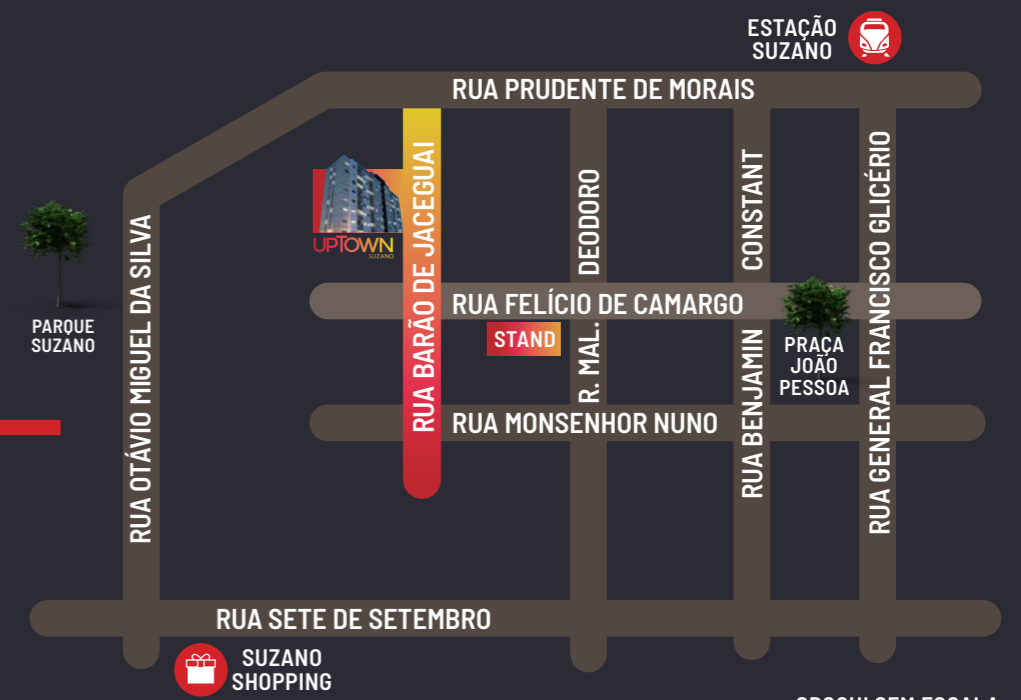 ESTAÇÃO
SUZANO
RUA PRUDENTE DE MORAIS
RUA BARÃO DE JACEGUAI
R. MAL. DEODORO
RUA BENJAMIN CONSTANT
RUA GENERAL FRANCISCO GLICÉRIO
RUA OTÁVIO MIGUEL DA SILVA
UPTOWN
SUZANO
PARQUE
SUZANO
RUA FELÍCIO DE CAMARGO
STAND
PRAÇA
JOÃO
PESSOA
RUA MONSENHOR NUNO
RUA SETE DE SETEMBRO
SUZANO
SHOPPING